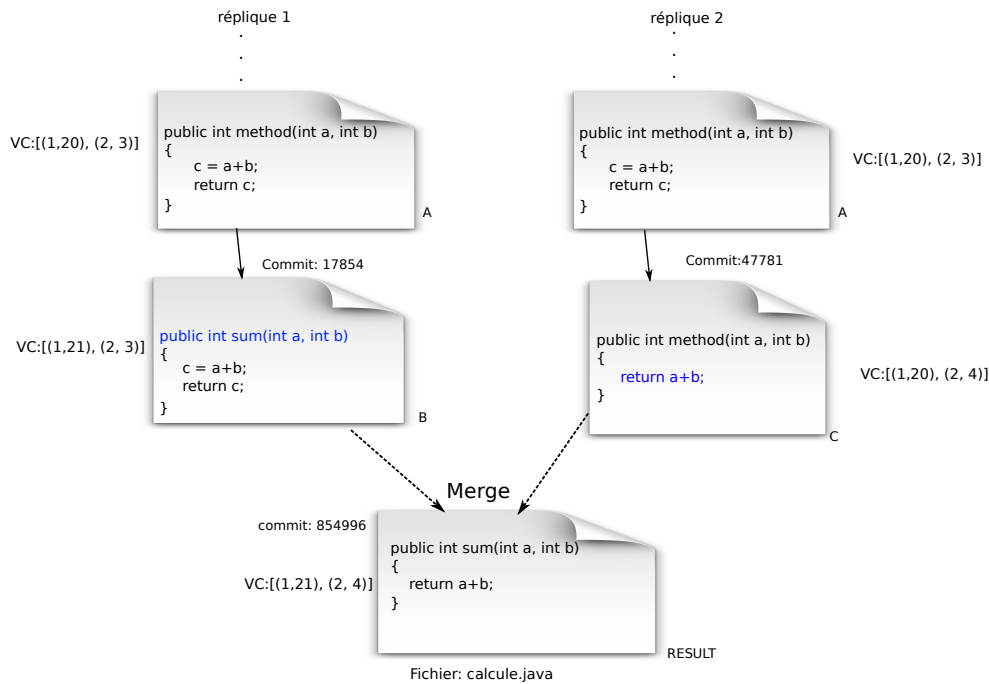 réplique 1
réplique 2
.
.
.
.
.
.
VC:[(1,20), (2, 3)]
public int method(int a, int b)
{
c = a+b;
return c;
}
A
public int method(int a, int b)
{
c = a+b;
return c;
}
A
VC:[(1,20), (2, 3)]
Commit: 17854
Commit:47781
VC:[(1,21), (2, 3)]
public int sum(int a, int b)
{
c = a+b;
return c;
}
B
public int method(int a, int b)
{
return a+b;
}
C
VC:[(1,20), (2, 4)]
Merge
commit: 854996
VC:[(1,21), (2, 4)]
public int sum(int a, int b)
{
return a+b;
}
RESULT
Fichier: calcule.java